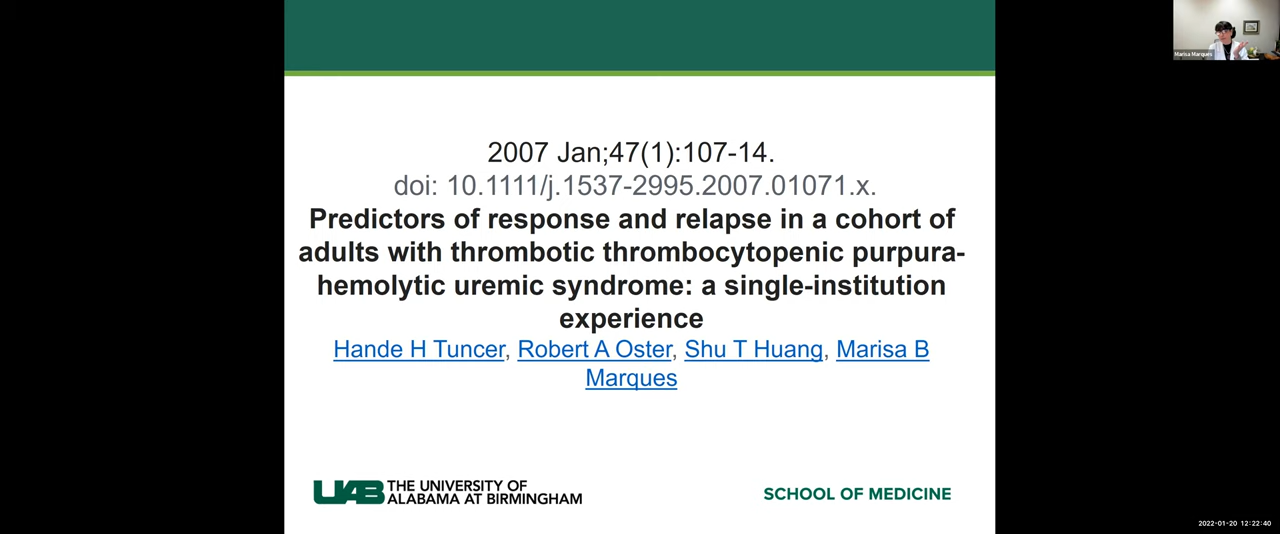 Marisa Marques
2007 Jan;47(1):107-14.
doi: 10.1111/j.1537-2995.2007.01071.x.
Predictors of response and relapse in a cohort of
adults with thrombotic thrombocytopenic purpura-
hemolytic uremic syndrome: a single-institution
experience
Hande H Tuncer, Robert A Oster, Shu T Huang, Marisa B
Marques
UAB THE UNIVERSITY OF
ALABAMA AT BIRMINGHAM
SCHOOL OF MEDICINE
2022-01-20 12:22:40